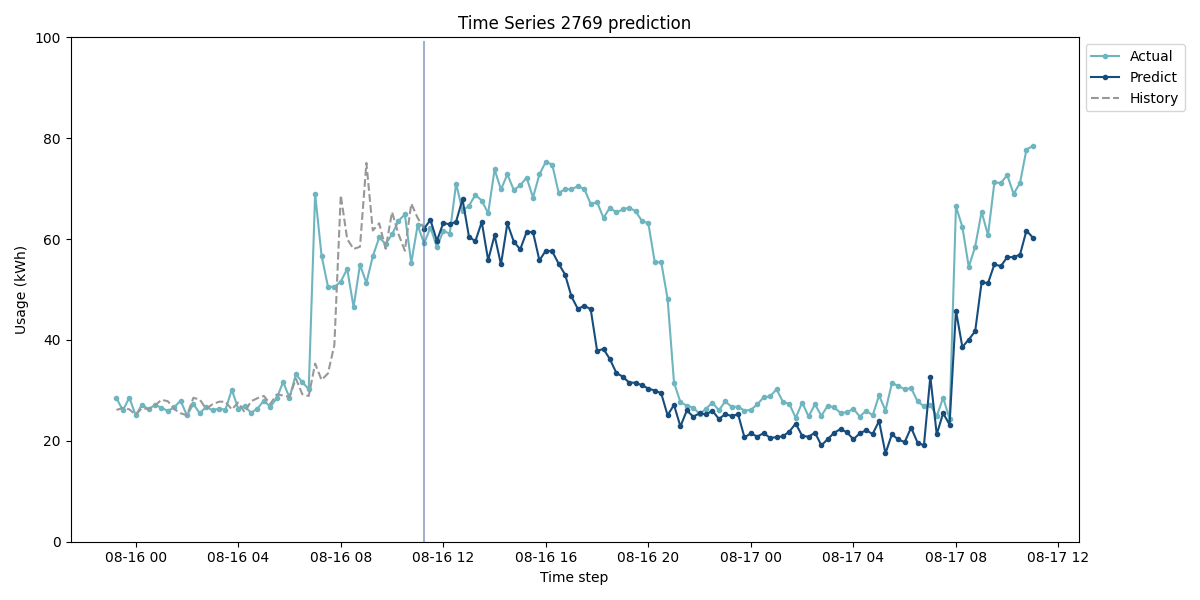 Time Series 2769 prediction
100
80
60
40
20
0
Usage (kWh)
08-16 00
08-16 04
08-16 08
08-16 12
08-16 16
08-16 20
08-17 00
08-17 04
08-17 08
08-17 12
Time step
Actual
Predict
History